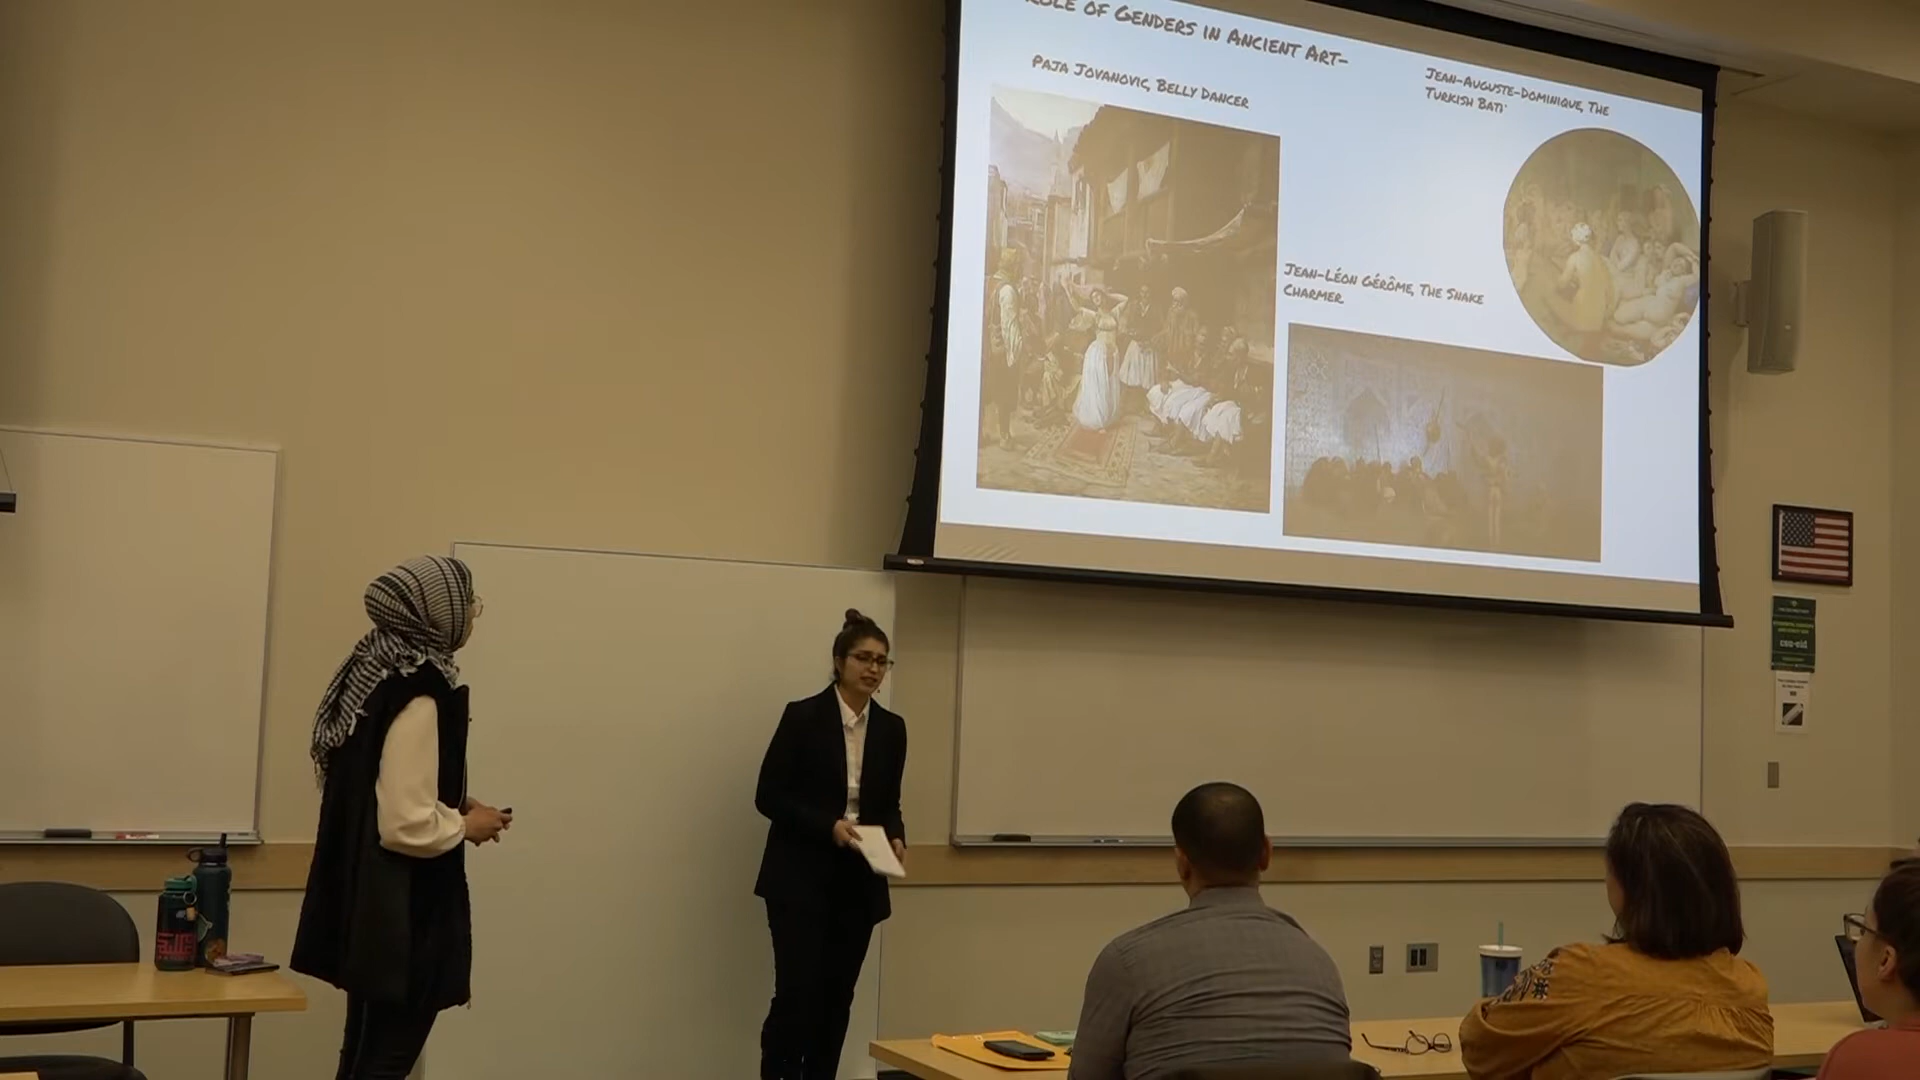 ROLE OF GENDERS IN ANCIENT ART-
PAJA JOVANOVIC, BELLY DANCER
JEAN-AUGUSTE-DOMINIQUE, THE
TURKISH BATH
JEAN-LÉON GÉRÔME, THE SNAKE
CHARMER